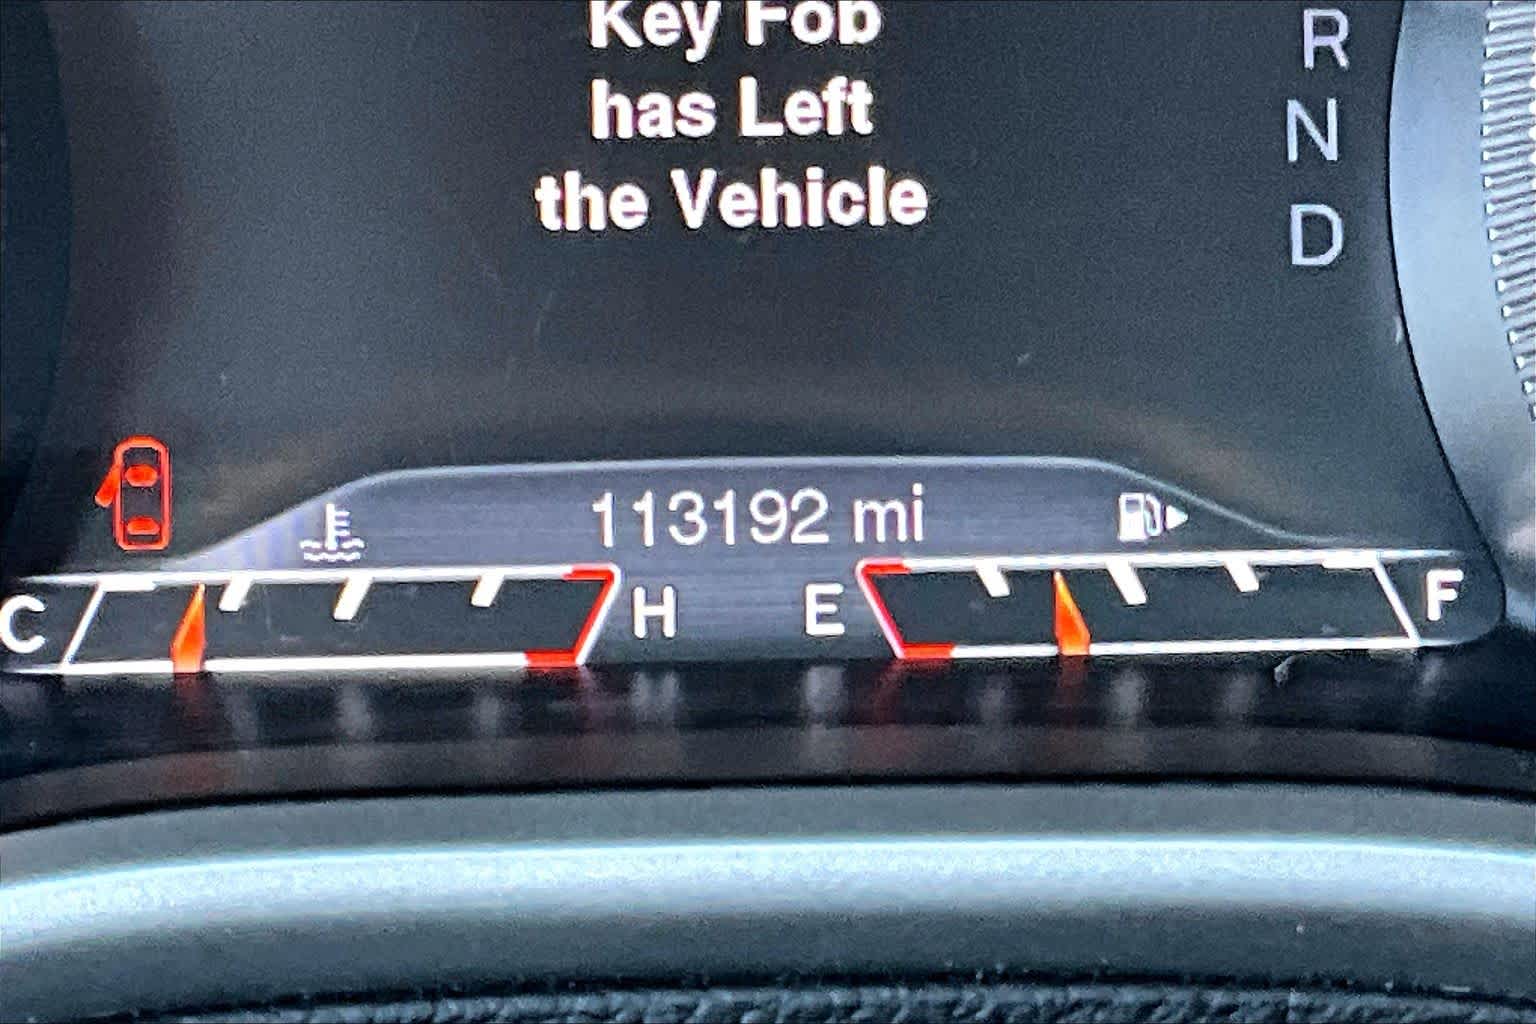 Key Fob
has Left
the Vehicle
R
N
D
113192 mi
C
H
E
F